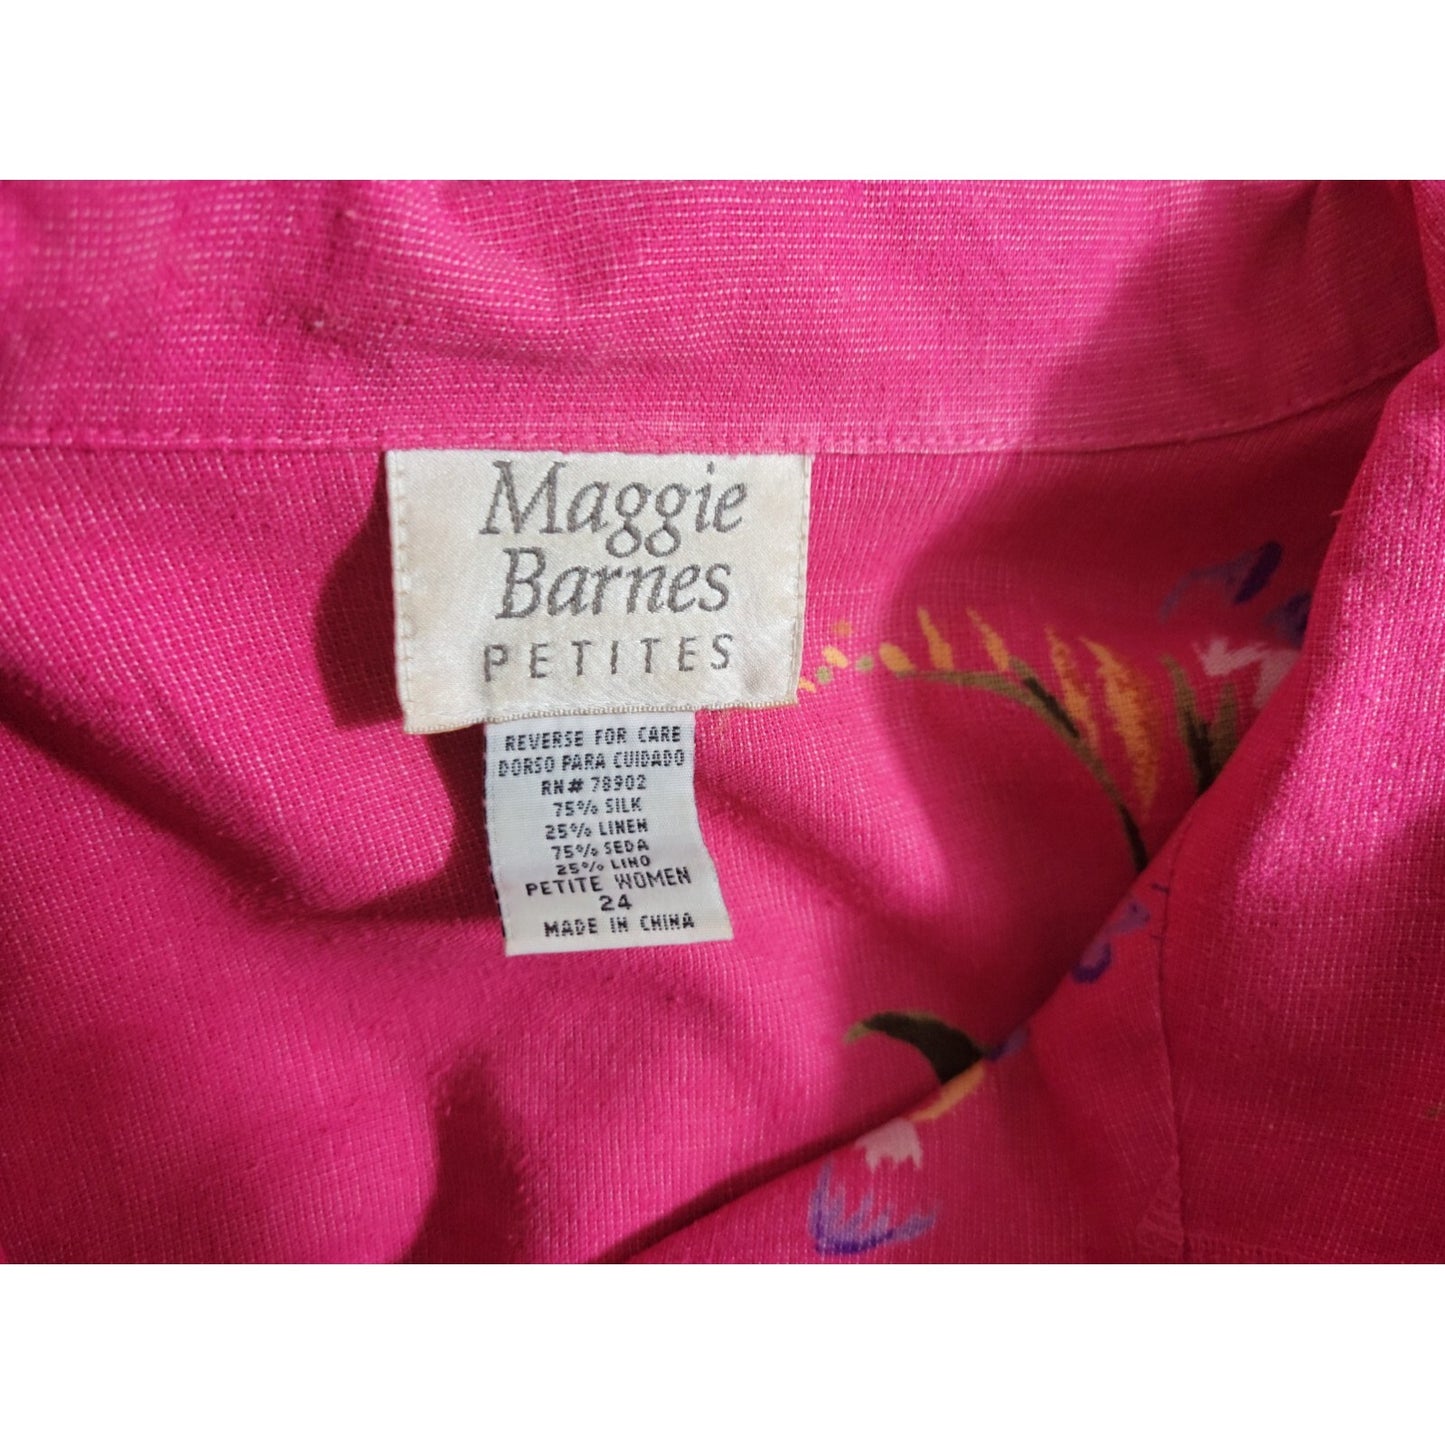 Maggie
Barnes
PETITES
REVERSE FOR CARE
DORSO PARA CUIDADO
RN# 78902
75% SILK
25% LINEN
75% SEDA
25% LINO
PETITE WOMEN
24
MADE IN CHINA